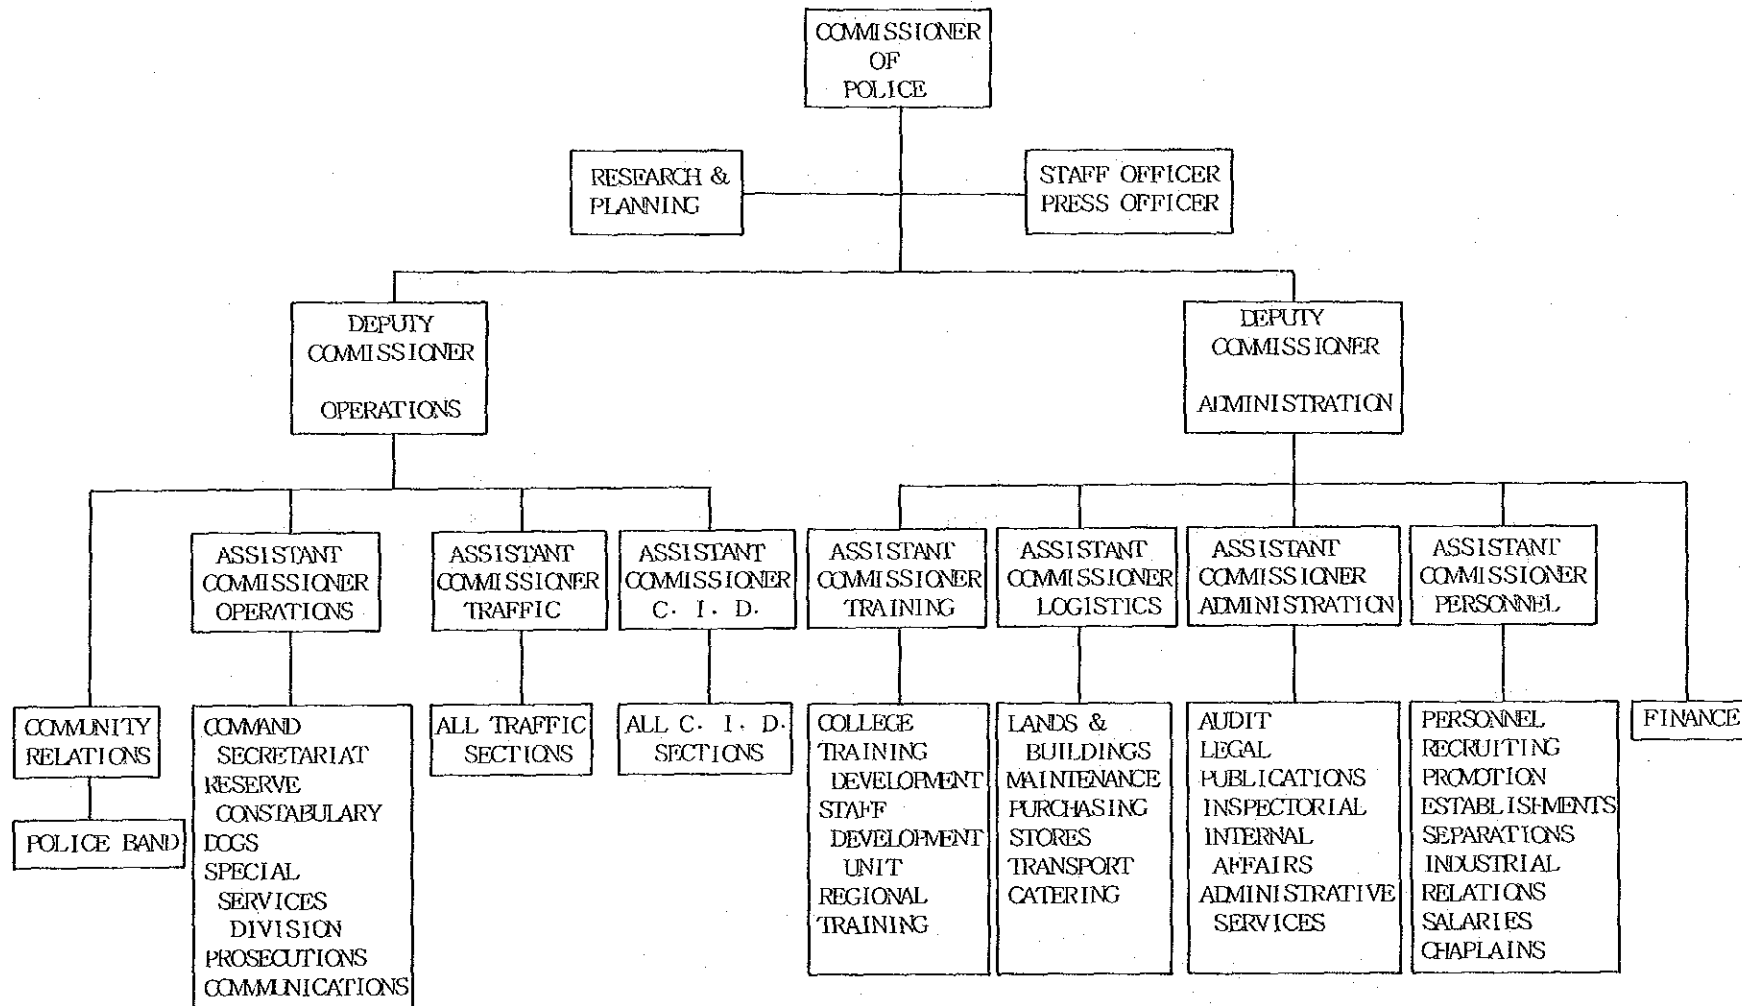 COMMISSIONER
OF
POLICE
RESEARCH &
PLANNING
STAFF OFFICER
PRESS OFFICER
DEPUTY
COMMISSIONER
OPERATIONS
DEPUTY
COMMISSIONER
ADMINISTRATION
ASSISTANT
COMMISSIONER
OPERATIONS
ASSISTANT
COMMISSIONER
TRAFFIC
ASSISTANT
COMMISSIONER
C. I. D.
ASSISTANT
COMMISSIONER
TRAINING
ASSISTANT
COMMISSIONER
LOGISTICS
ASSISTANT
COMMISSIONER
ADMINISTRATION
ASSISTANT
COMMISSIONER
PERSONNEL
COMMUNITY
RELATIONS
POLICE BAND
COMMAND
SECRETARIAT
RESERVE
CONSTABULARY
DOGS
SPECIAL
SERVICES
DIVISION
PROSECUTIONS
COMMUNICATIONS
ALL TRAFFIC
SECTIONS
ALL C. I. D.
SECTIONS
COLLEGE
TRAINING
DEVELOPMENT
STAFF
DEVELOPMENT
UNIT
REGIONAL
TRAINING
LANDS &
BUILDINGS
MAINTENANCE
PURCHASING
STORES
TRANSPORT
CATERING
AUDIT
LEGAL
PUBLICATIONS
INSPECTORIAL
INTERNAL
AFFAIRS
ADMINISTRATIVE
SERVICES
PERSONNEL
RECRUITING
PROMOTION
ESTABLISHMENTS
SEPARATIONS
INDUSTRIAL
RELATIONS
SALARIES
CHAPLAINS
FINANCE